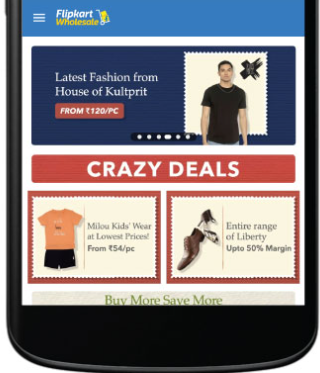 Flipkart
Wholesale
Latest Fashion from
House of Kultprit
FROM ₹120/PC
CRAZY DEALS
Milou Kids' Wear
at Lowest Prices!
From ₹54/pc
Entire range
of Liberty
Upto 50% Margin
Buy More Save More